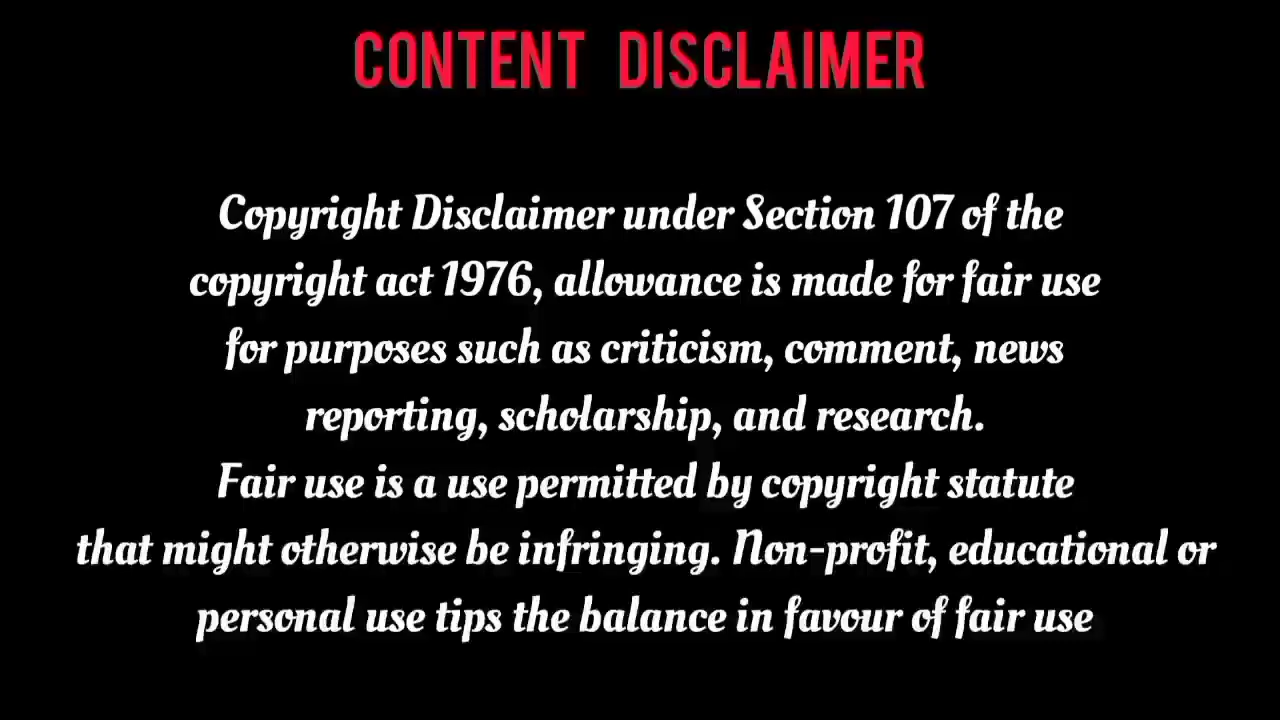 CONTENT DISCLAIMER
Copyright Disclaimer under Section 107 of the
copyright act 1976, allowance is made for fair use
for purposes such as criticism, comment, news
reporting, scholarship, and research.
Fair use is a use permitted by copyright statute
that might otherwise be infringing. Non-profit, educational or
personal use tips the balance in favour of fair use